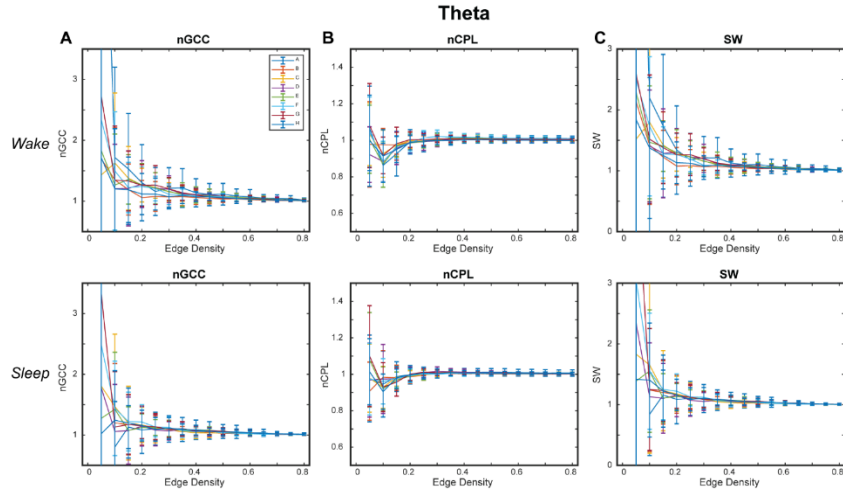 Theta
A B C
nGCC nCPL SW
Wake
nGCC
3
2
1
0 0.2 0.4 0.6 0.8
Edge Density
A
B
C
D
E
F
G
H
nCPL
1.4
1.2
1
0.8
0.6
0 0.2 0.4 0.6 0.8
Edge Density
SW
3
2
1
0
0 0.2 0.4 0.6 0.8
Edge Density
nGCC nCPL SW
Sleep
nGCC
3
2
1
0 0.2 0.4 0.6 0.8
Edge Density
nCPL
1.4
1.2
1
0.8
0.6
0 0.2 0.4 0.6 0.8
Edge Density
SW
3
2
1
0
0 0.2 0.4 0.6 0.8
Edge Density